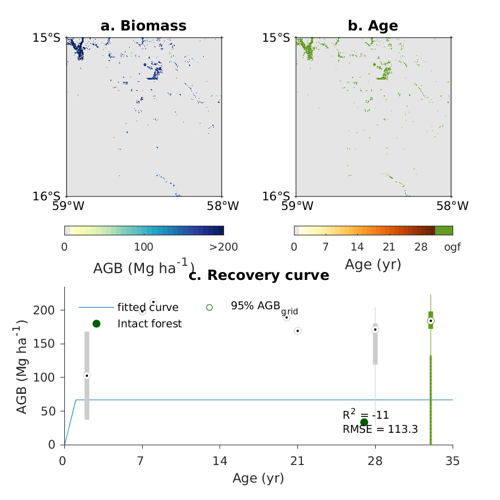 a. Biomass
b. Age
15°S
15°S
16°S
16°S
59°W
58°W
59°W
58°W
0
100
>200
0
7
14
21
28
ogf
AGB (Mg ha⁻¹)
Age (yr)
c. Recovery curve
fitted curve
95% AGB_grid
Intact forest
200
150
100
50
0
AGB (Mg ha⁻¹)
R² = -11
RMSE = 113.3
0
7
14
21
28
35
Age (yr)